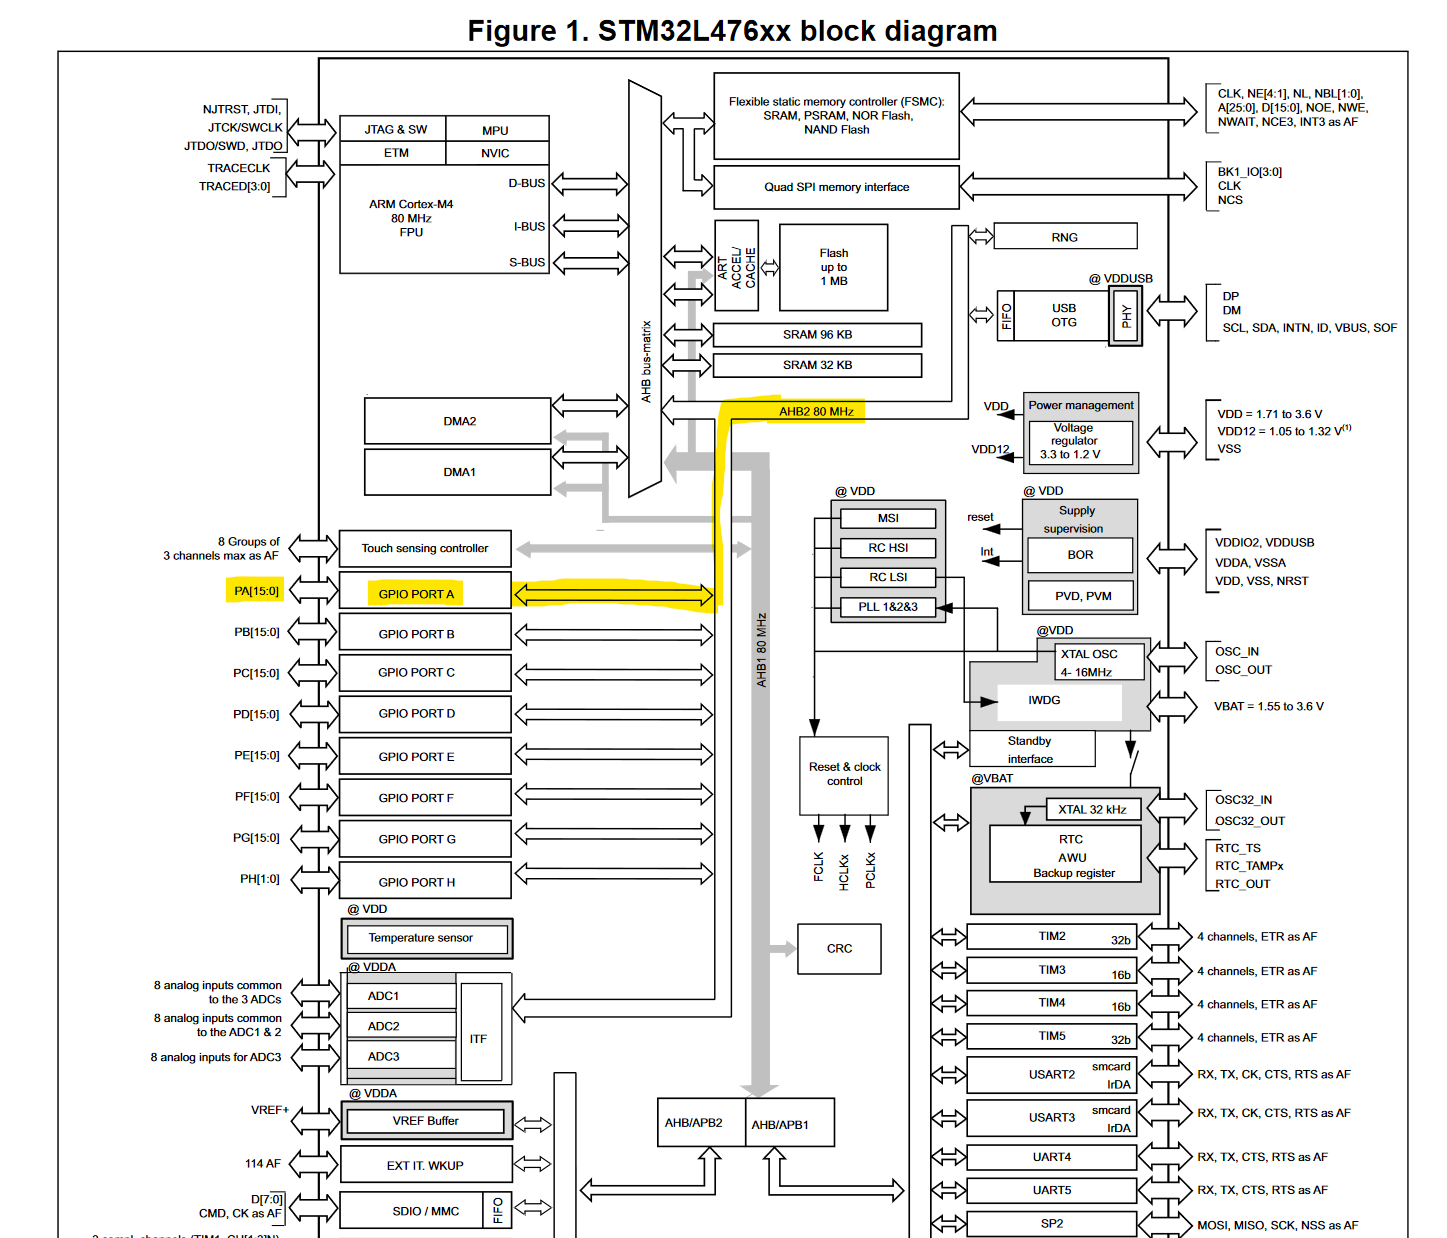 Figure 1. STM32L476xx block diagram
NJTRST, JTDI,
JTCK/SWCLK
JTDO/SWD, JTDO
TRACECLK
TRACED[3:0]
JTAG & SW
MPU
ETM
NVIC
ARM Cortex-M4
80 MHz
FPU
D-BUS
I-BUS
S-BUS
AHB bus-matrix
Flexible static memory controller (FSMC):
SRAM, PSRAM, NOR Flash,
NAND Flash
CLK, NE[4:1], NL, NBL[1:0],
A[25:0], D[15:0], NOE, NWE,
NWAIT, NCE3, INT3 as AF
Quad SPI memory interface
BK1_IO[3:0]
CLK
NCS
ART
ACCEL/
CACHE
Flash
up to
1 MB
RNG
@ VDDUSB
FIFO
USB
OTG
PHY
DP
DM
SCL, SDA, INTN, ID, VBUS, SOF
SRAM 96 KB
SRAM 32 KB
AHB2 80 MHz
DMA2
DMA1
VDD
VDD12
Power management
Voltage
regulator
3.3 to 1.2 V
VDD = 1.71 to 3.6 V
VDD12 = 1.05 to 1.32 V(1)
VSS
@ VDD
MSI
RC HSI
RC LSI
PLL 1&2&3
@ VDD
reset
Int
Supply
supervision
BOR
PVD, PVM
VDDIO2, VDDUSB
VDDA, VSSA
VDD, VSS, NRST
8 Groups of
3 channels max as AF
Touch sensing controller
PA[15:0]
GPIO PORT A
PB[15:0]
GPIO PORT B
PC[15:0]
GPIO PORT C
PD[15:0]
GPIO PORT D
PE[15:0]
GPIO PORT E
PF[15:0]
GPIO PORT F
PG[15:0]
GPIO PORT G
PH[1:0]
GPIO PORT H
AHB1 80 MHz
@VDD
XTAL OSC
4- 16MHz
IWDG
OSC_IN
OSC_OUT
VBAT = 1.55 to 3.6 V
Standby
interface
Reset & clock
control
FCLK
HCLKx
PCLKx
@VBAT
XTAL 32 kHz
RTC
AWU
Backup register
OSC32_IN
OSC32_OUT
RTC_TS
RTC_TAMPx
RTC_OUT
@ VDD
Temperature sensor
CRC
@ VDDA
8 analog inputs common
to the 3 ADCs
8 analog inputs common
to the ADC1 & 2
8 analog inputs for ADC3
ADC1
ADC2
ADC3
ITF
@ VDDA
VREF+
VREF Buffer
114 AF
EXT IT. WKUP
D[7:0]
CMD, CK as AF
SDIO / MMC
FIFO
AHB/APB2
AHB/APB1
TIM2
32b
4 channels, ETR as AF
TIM3
16b
4 channels, ETR as AF
TIM4
16b
4 channels, ETR as AF
TIM5
32b
4 channels, ETR as AF
USART2
smcard
IrDA
RX, TX, CK, CTS, RTS as AF
USART3
smcard
IrDA
RX, TX, CK, CTS, RTS as AF
UART4
RX, TX, CTS, RTS as AF
UART5
RX, TX, CTS, RTS as AF
SP2
MOSI, MISO, SCK, NSS as AF